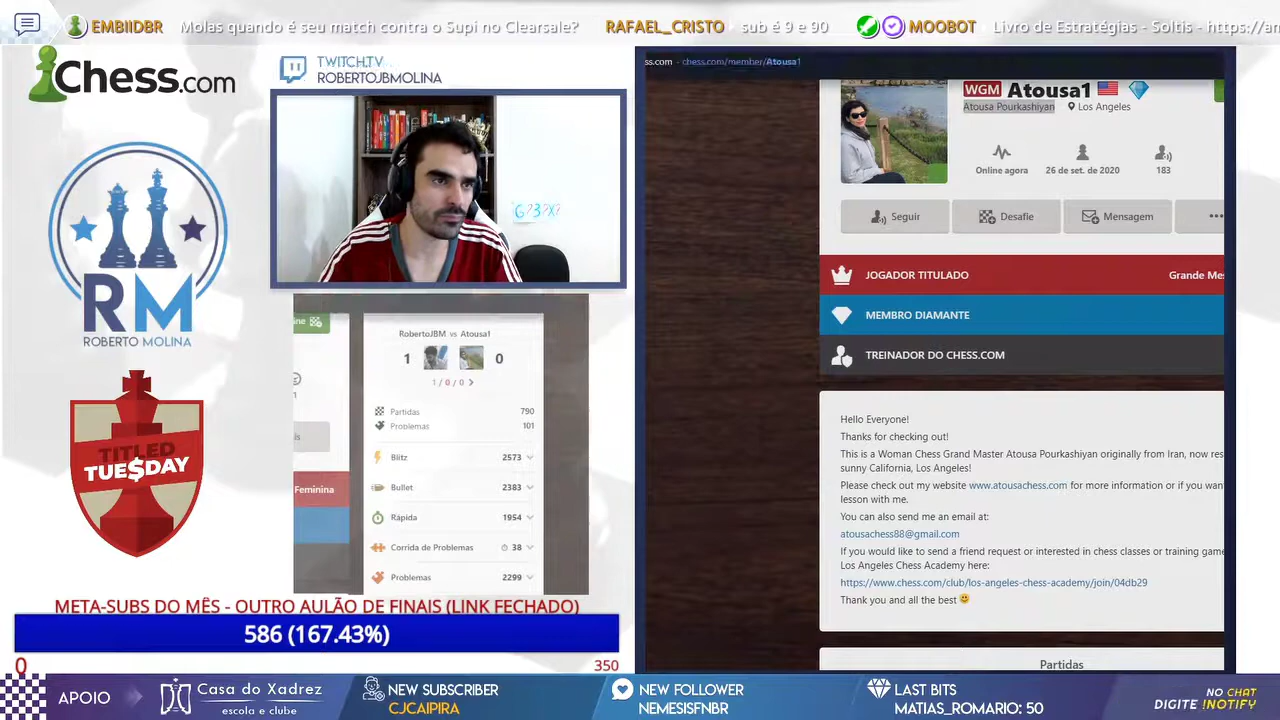 EMBIIDBR Molas quando é seu match contra o Supi no Clearsale? RAFAEL_CRISTO sub é 9 e 90 MOOBOT Livro de Estratégias - Soltis - https://an
Chess.com
TWITCH.TV
ROBERTOJBMOLINA
RM
ROBERTO MOLINA
TITLED
TUE$DAY
G?3?X?
ine
RobertoJBM vs Atousa1
1 0
1 / 0 / 0
Partidas 790
Problemas 101
Blitz 2573
Bullet 2383
Feminina
Rápida 1954
Corrida de Problemas 38
Problemas 2299
ss.com - chess.com/member/Atousa1
WGM Atousa1
Atousa Pourkashiyan Los Angeles
Online agora 26 de set. de 2020 183
Seguir Desafie Mensagem ...
JOGADOR TITULADO Grande Mes
MEMBRO DIAMANTE
TREINADOR DO CHESS.COM
Hello Everyone!
Thanks for checking out!
This is a Woman Chess Grand Master Atousa Pourkashiyan originally from Iran, now res
sunny California, Los Angeles!
Please check out my website www.atousachess.com for more information or if you wan
lesson with me.
You can also send me an email at:
atousachess88@gmail.com
If you would like to send a friend request or interested in chess classes or training game
Los Angeles Chess Academy here:
https://www.chess.com/club/los-angeles-chess-academy/join/04db29
Thank you and all the best
Partidas
META-SUBS DO MÊS - OUTRO AULÃO DE FINAIS (LINK FECHADO)
586 (167.43%)
0 350
APOIO
Casa do Xadrez
escola e clube
NEW SUBSCRIBER
CJCAIPIRA
NEW FOLLOWER
NEMESISFNBR
LAST BITS
MATIAS_ROMARIO: 50
NO CHAT
DIGITE !NOTIFY